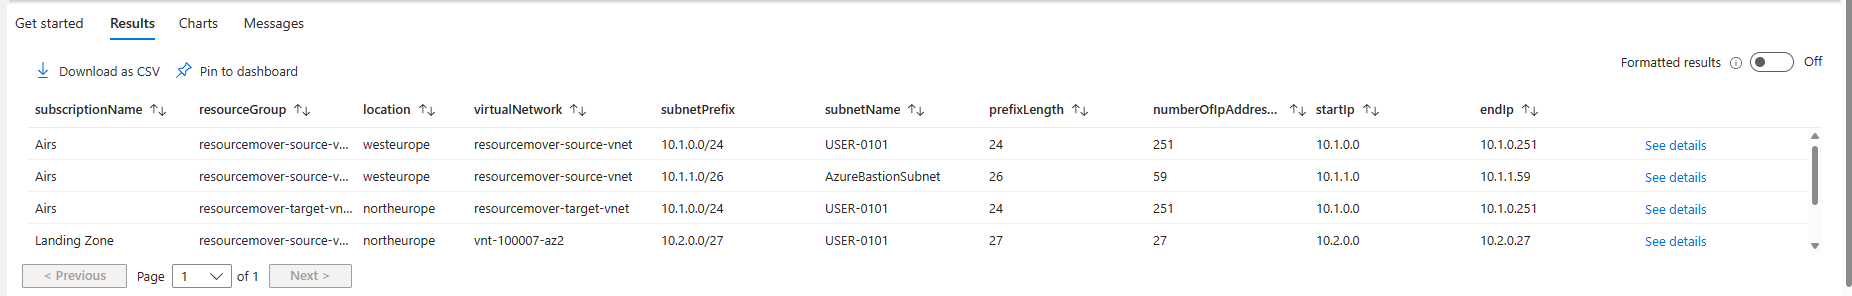 Get started Results Charts Messages
Download as CSV Pin to dashboard Formatted results Off
subscriptionName resourceGroup location virtualNetwork subnetPrefix subnetName prefixLength numberOfIpAddres... startIp endIp
Airs resourcemover-source-v... westeurope resourcemover-source-vnet 10.1.0.0/24 USER-0101 24 251 10.1.0.0 10.1.0.251 See details
Airs resourcemover-source-v... westeurope resourcemover-source-vnet 10.1.1.0/26 AzureBastionSubnet 26 59 10.1.1.0 10.1.1.59 See details
Airs resourcemover-target-vn... northeurope resourcemover-target-vnet 10.1.0.0/24 USER-0101 24 251 10.1.0.0 10.1.0.251 See details
Landing Zone resourcemover-source-v... northeurope vnt-100007-az2 10.2.0.0/27 USER-0101 27 27 10.2.0.0 10.2.0.27 See details
< Previous Page 1 of 1 Next >